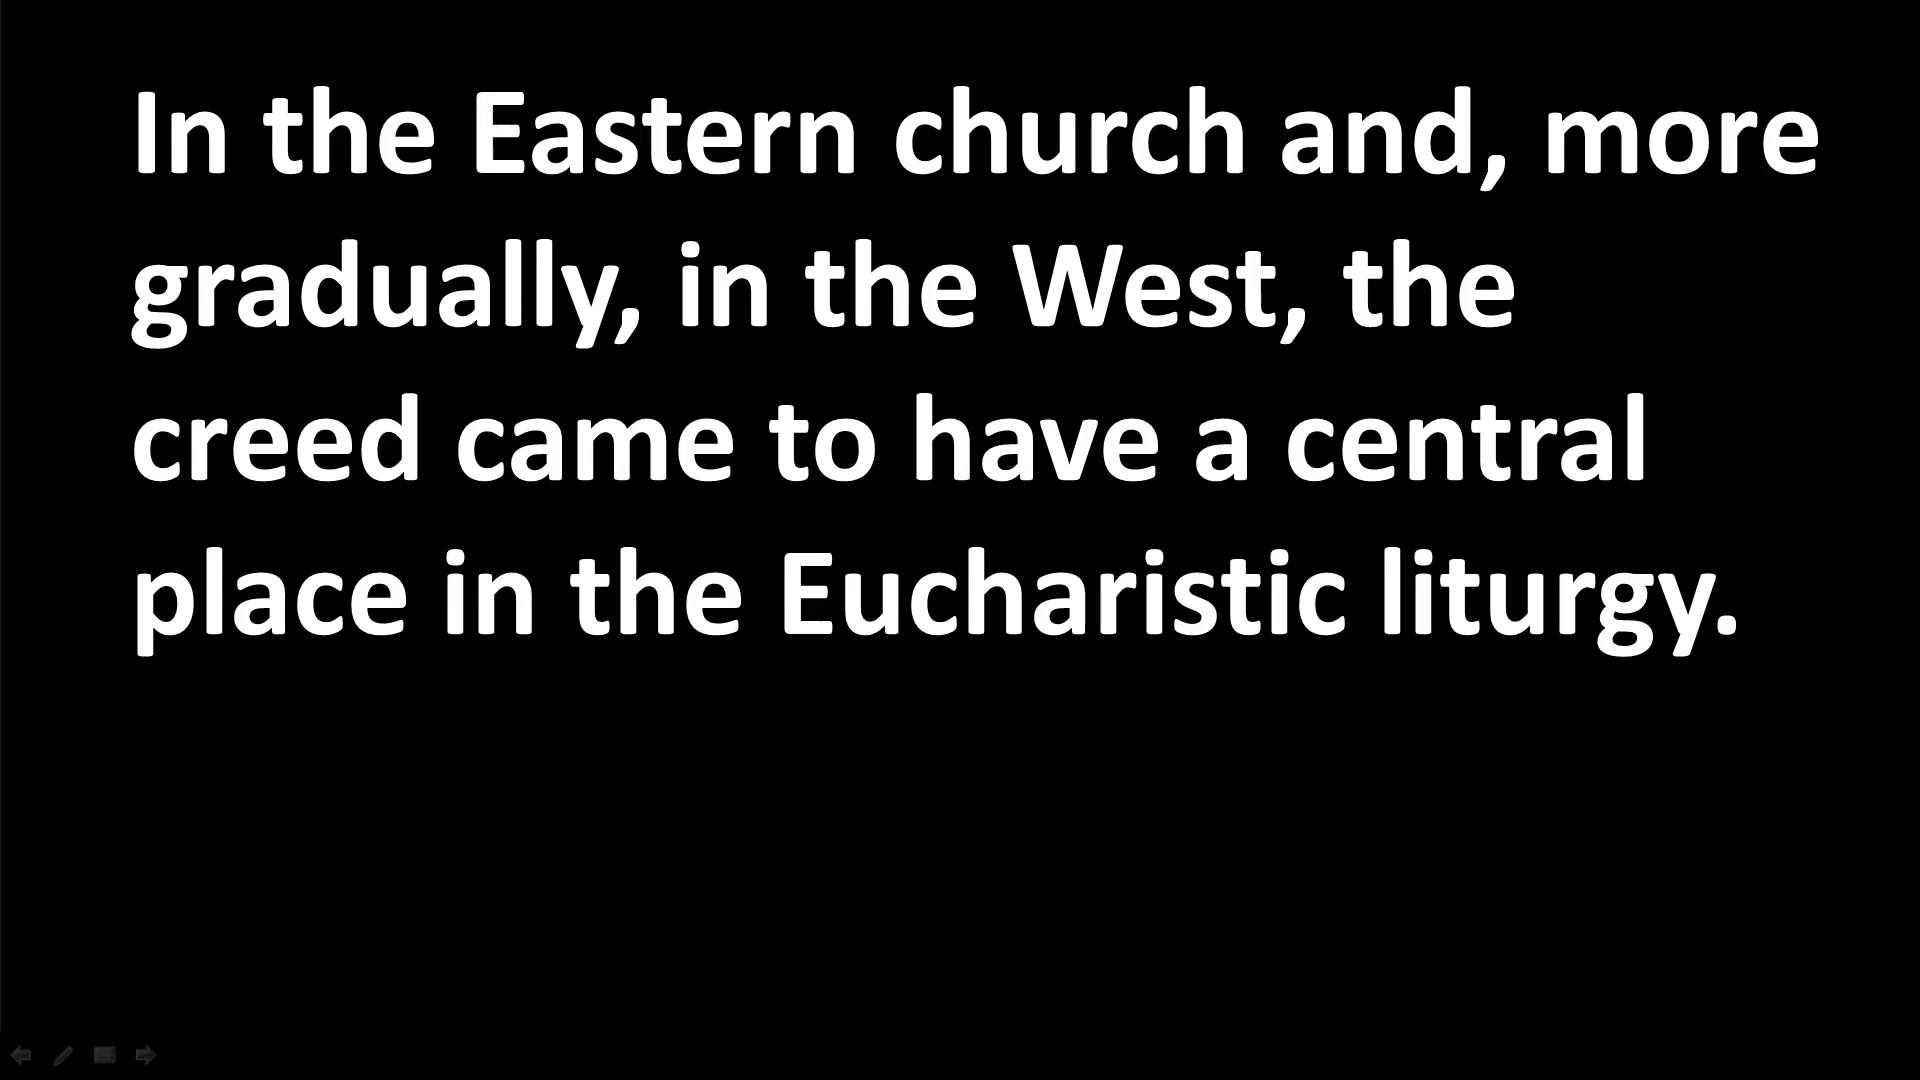 In the Eastern church and, more
gradually, in the West, the
creed came to have a central
place in the Eucharistic liturgy.